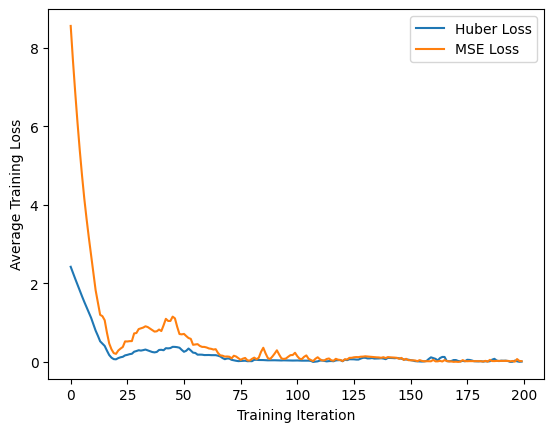 Huber Loss
MSE Loss
Average Training Loss
8
6
4
2
0
0 25 50 75 100 125 150 175 200
Training Iteration